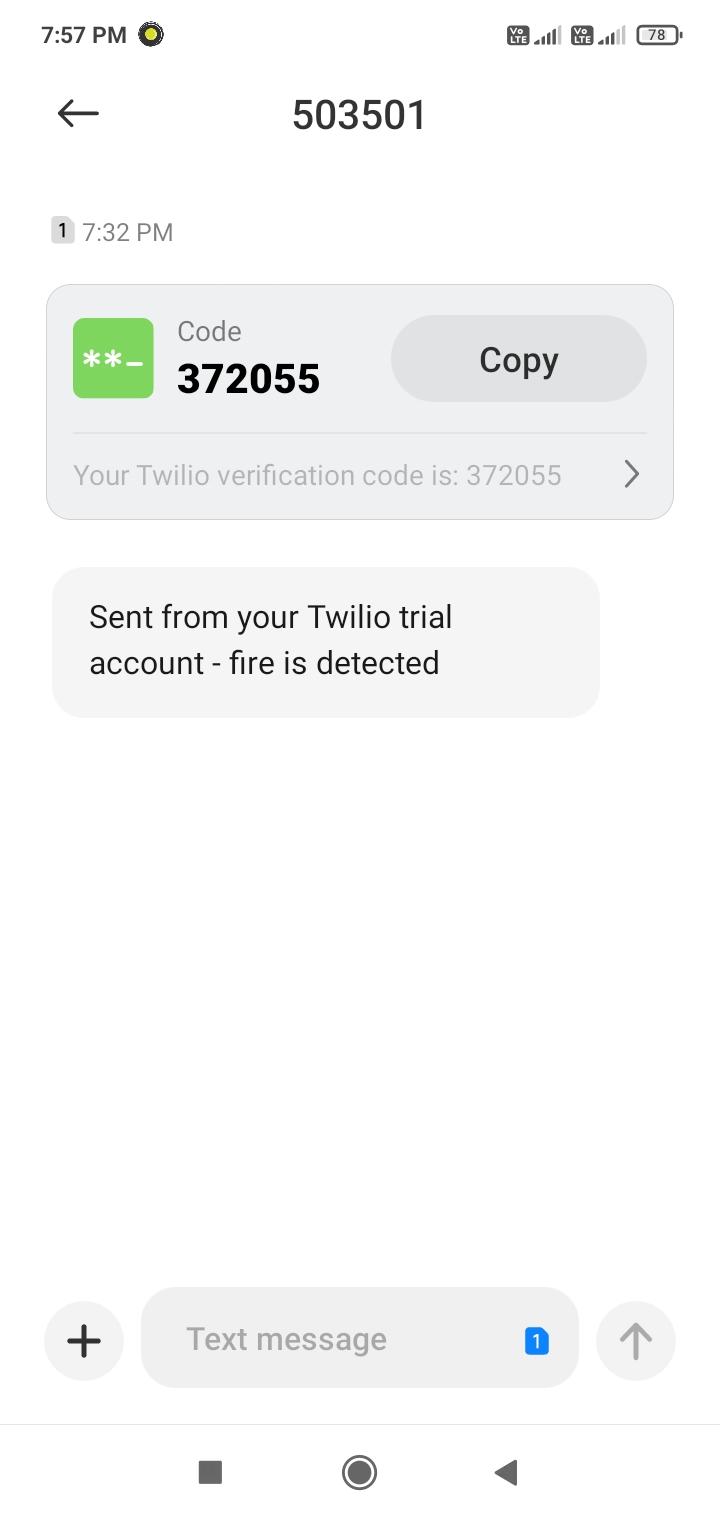 7:57 PM
Vo LTE Vo LTE 78
503501
1 7:32 PM
**_
Code
372055
Copy
Your Twilio verification code is: 372055
Sent from your Twilio trial
account - fire is detected
Text message
1